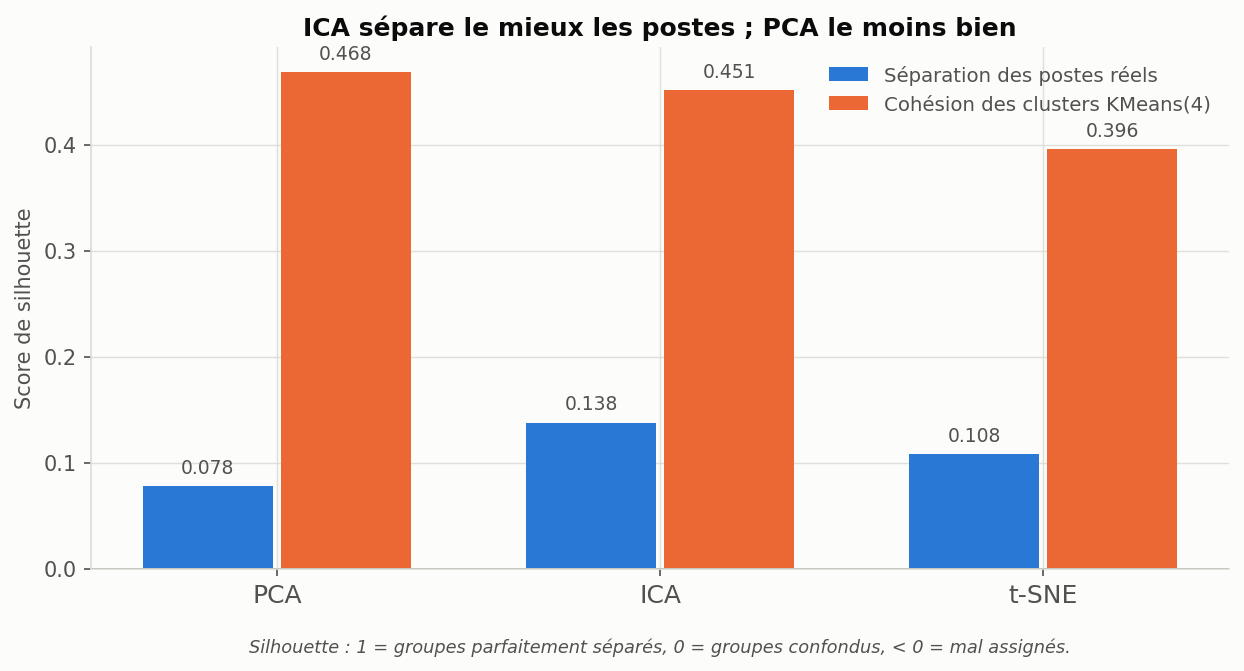 ICA sépare le mieux les postes ; PCA le moins bien
Séparation des postes réels
Cohésion des clusters KMeans(4)
Score de silhouette
0.4
0.3
0.2
0.1
0.0
0.078
0.468
0.138
0.451
0.108
0.396
PCA
ICA
t-SNE
Silhouette : 1 = groupes parfaitement séparés, 0 = groupes confondus, < 0 = mal assignés.